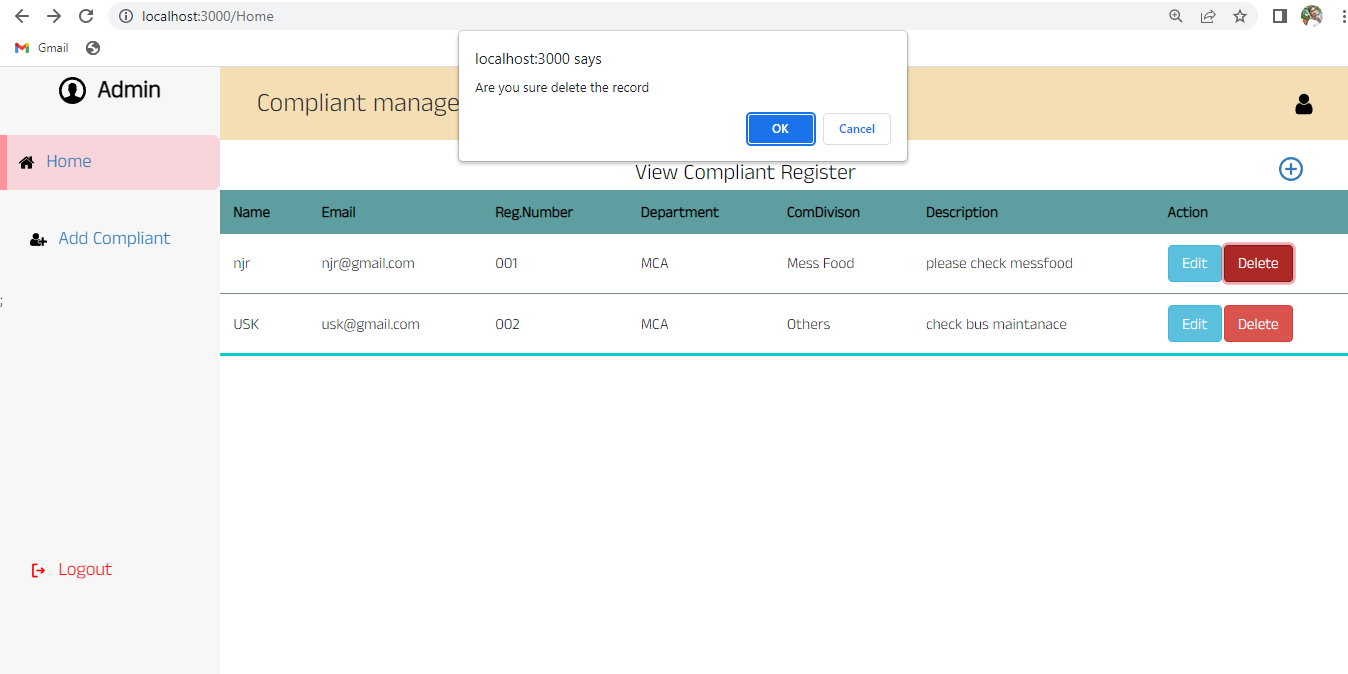 localhost:3000/Home
Gmail
localhost:3000 says
Are you sure delete the record
OK Cancel
Admin
Compliant manage
Home
View Compliant Register
Name Email Reg.Number Department ComDivison Description Action
Add Compliant
njr njr@gmail.com 001 MCA Mess Food please check messfood Edit Delete
;
USK usk@gmail.com 002 MCA Others check bus maintanace Edit Delete
Logout